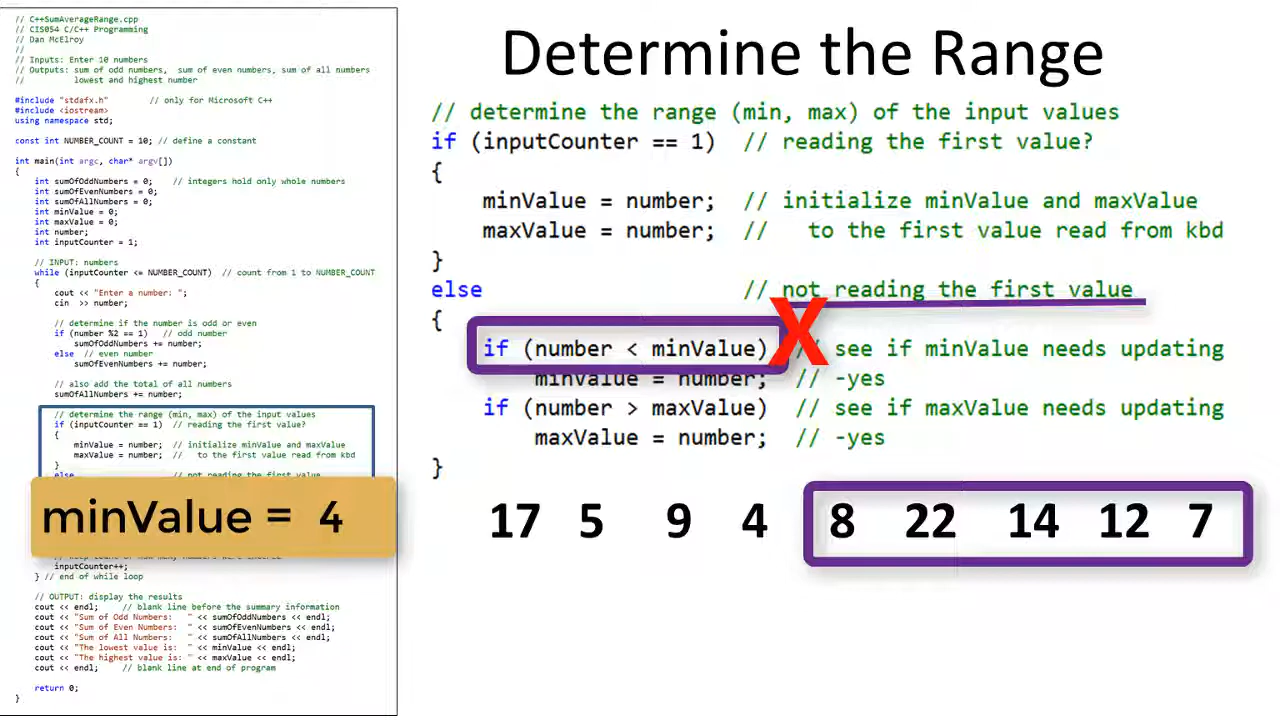 // C++SumAverageRange.cpp
// CIS054 C/C++ Programming
// Dan McElroy
//
// Inputs: Enter 10 numbers
// Outputs: sum of odd numbers, sum of even numbers, sum of all numbers
// lowest and highest number
#include "stdafx.h" // only for Microsoft C++
#include <iostream>
using namespace std;
const int NUMBER_COUNT = 10; // define a constant
int main(int argc, char* argv[])
{
int sumOfOddNumbers = 0; // integers hold only whole numbers
int sumOfEvenNumbers = 0;
int sumOfAllNumbers = 0;
int minValue = 0;
int maxValue = 0;
int number;
int inputCounter = 1;
// INPUT: numbers
while (inputCounter <= NUMBER_COUNT) // count from 1 to NUMBER_COUNT
{
cout << "Enter a number: ";
cin >> number;
// determine if the number is odd or even
if (number %2 == 1) // odd number
sumOfOddNumbers += number;
else // even number
sumOfEvenNumbers += number;
// also add the total of all numbers
sumOfAllNumbers += number;
// determine the range (min, max) of the input values
if (inputCounter == 1) // reading the first value?
{
minValue = number; // initialize minValue and maxValue
maxValue = number; // to the first value read from kbd
}
else // not reading the first value
minValue = 4
inputCounter++;
} // end of while loop
// OUTPUT: display the results
cout << endl; // blank line before the summary information
cout << "Sum of Odd Numbers: " << sumOfOddNumbers << endl;
cout << "Sum of Even Numbers: " << sumOfEvenNumbers << endl;
cout << "Sum of All Numbers: " << sumOfAllNumbers << endl;
cout << "The lowest value is: " << minValue << endl;
cout << "The highest value is: " << maxValue << endl;
cout << endl; // blank line at end of program
return 0;
}
Determine the Range
// determine the range (min, max) of the input values
if (inputCounter == 1) // reading the first value?
{
minValue = number; // initialize minValue and maxValue
maxValue = number; // to the first value read from kbd
}
else // not reading the first value
{
if (number < minValue) X // see if minValue needs updating
minValue = number; // -yes
if (number > maxValue) // see if maxValue needs updating
maxValue = number; // -yes
}
17 5 9 4 8 22 14 12 7